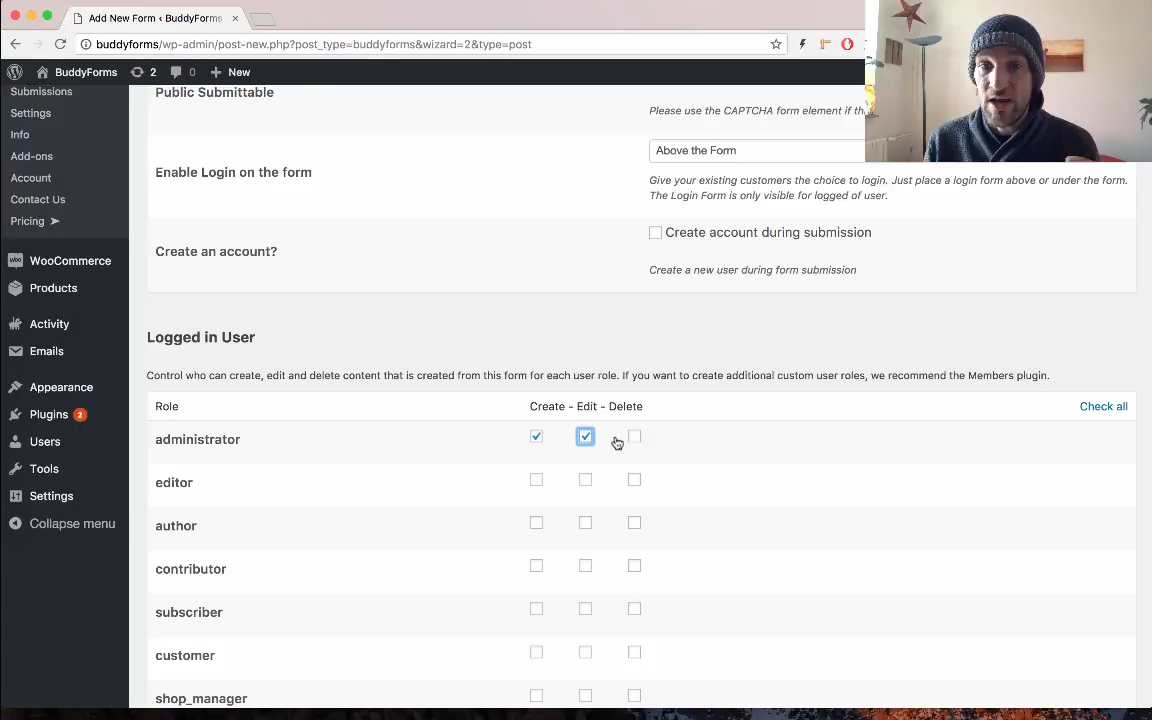 Add New Form ‹ BuddyForms
buddyforms/wp-admin/post-new.php?post_type=buddyforms&wizard=2&type=post
BuddyForms 2 0 New
Submissions
Settings
Info
Add-ons
Account
Contact Us
Pricing ➤
WooCommerce
Products
Activity
Emails
Appearance
Plugins 2
Users
Tools
Settings
Collapse menu
Public Submittable
Please use the CAPTCHA form element if th
Enable Login on the form
Above the Form
Give your existing customers the choice to login. Just place a login form above or under the form.
The Login Form is only visible for logged of user.
Create an account?
Create account during submission
Create a new user during form submission
Logged in User
Control who can create, edit and delete content that is created from this form for each user role. If you want to create additional custom user roles, we recommend the Members plugin.
Role Create - Edit - Delete Check all
administrator
editor
author
contributor
subscriber
customer
shop_manager